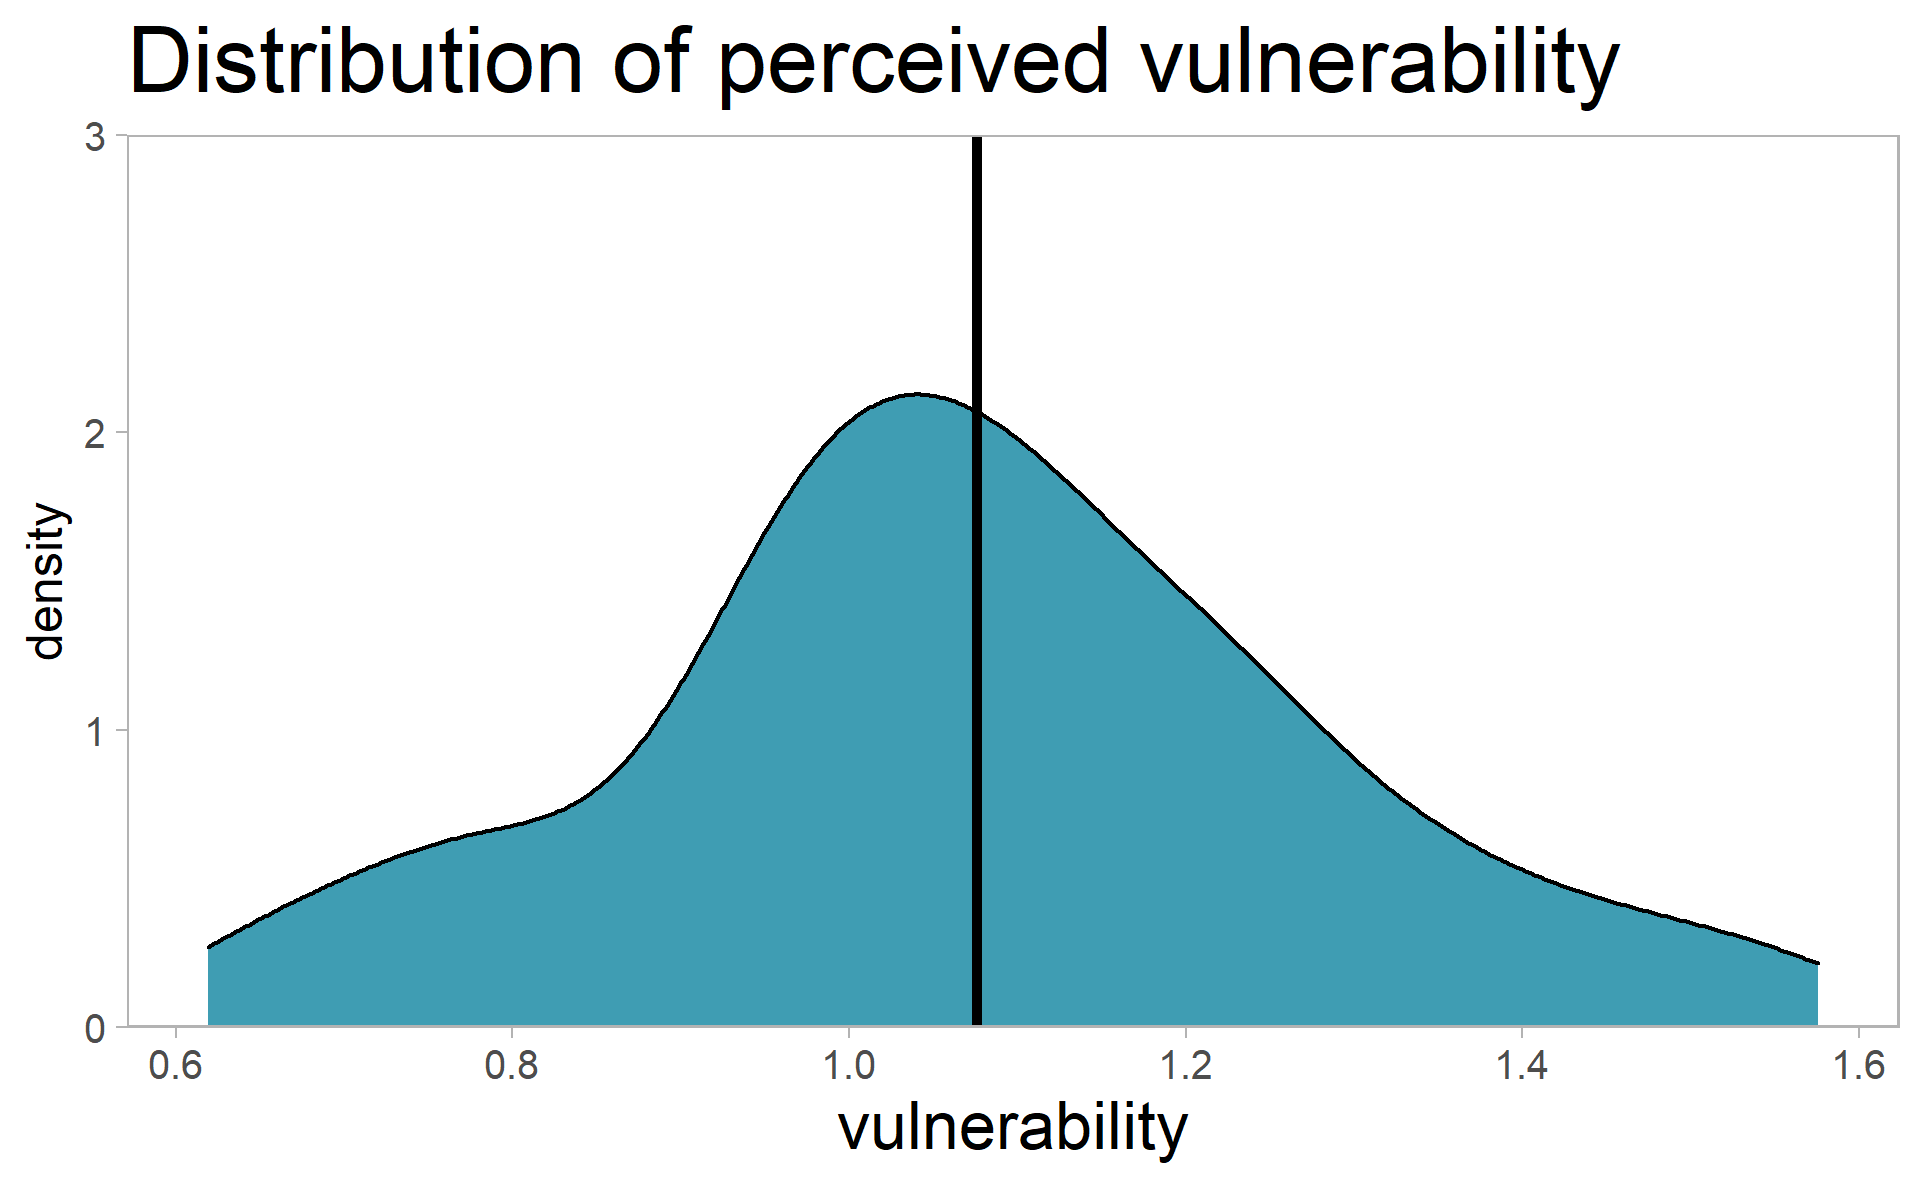 Distribution of perceived vulnerability
3
2
1
0
density
0.6 0.8 1.0 1.2 1.4 1.6
vulnerability